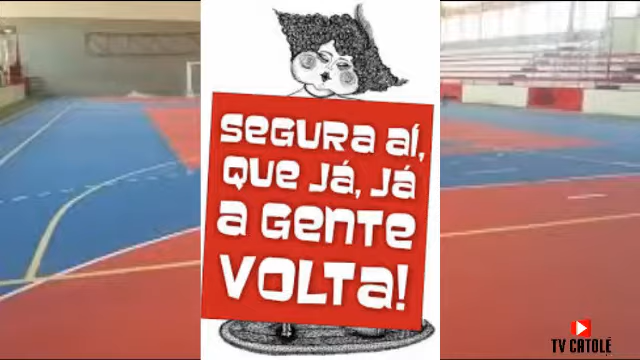 SEGURA AÍ,
QUE JÁ, JÁ
A GENTE
VOLTA!
TV CATOLÉ